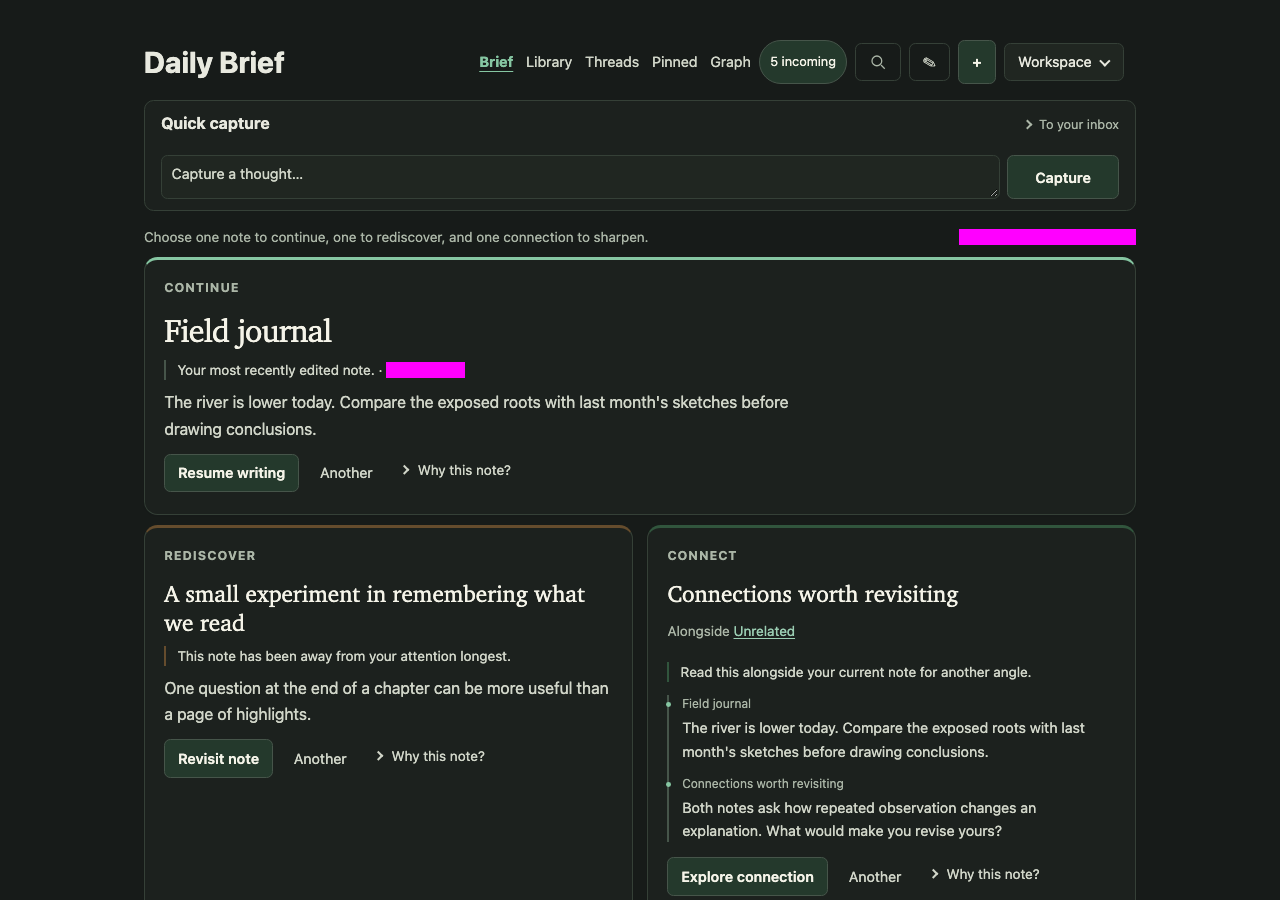 Daily Brief
Brief Library Threads Pinned Graph 5 incoming + Workspace
Quick capture
To your inbox
Capture a thought...
Capture
Choose one note to continue, one to rediscover, and one connection to sharpen.
CONTINUE
Field journal
Your most recently edited note. ·
The river is lower today. Compare the exposed roots with last month's sketches before
drawing conclusions.
Resume writing Another Why this note?
REDISCOVER
A small experiment in remembering what
we read
This note has been away from your attention longest.
One question at the end of a chapter can be more useful than
a page of highlights.
Revisit note Another Why this note?
CONNECT
Connections worth revisiting
Alongside Unrelated
Read this alongside your current note for another angle.
Field journal
The river is lower today. Compare the exposed roots with last
month's sketches before drawing conclusions.
Connections worth revisiting
Both notes ask how repeated observation changes an
explanation. What would make you revise yours?
Explore connection Another Why this note?